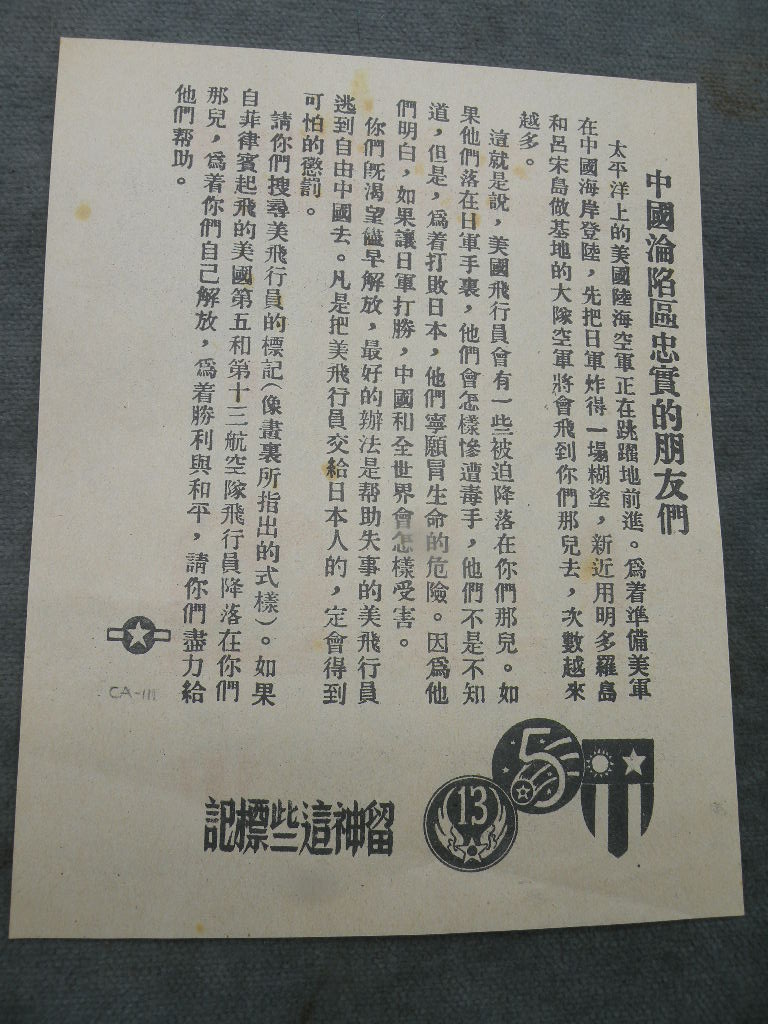 中國淪陷區忠實的朋友們
太平洋上的美國陸海空軍正在跳躍地前進。爲着準備美軍
在中國海岸登陸，先把日軍炸得一塌糊塗，新近用明多羅島
和呂宋島做基地的大隊空軍將會飛到你們那兒去，次數越來
越多。
這就是說，美國飛行員會有一些被迫降落在你們那兒。如
果他們落在日軍手裏，他們會怎樣慘遭毒手，他們不是不知
道，但是，爲着打敗日本，他們寧願冒生命的危險。因爲他
們明白，如果讓日軍打勝，中國和全世界會怎樣受害。
你們旣渴望儘早解放，最好的辦法是幫助失事的美飛行員
逃到自由中國去。凡是把美飛行員交給日本人的，定會得到
可怕的懲罰。
請你們搜尋美飛行員的標記(像畫裏所指出的式樣)。如果
自菲律賓起飛的美國第五和第十三航空隊飛行員降落在你們
那兒，爲着你們自己解放，爲着勝利與和平，請你們盡力給
他們帮助。
CA-111
5
13
留神這些標記